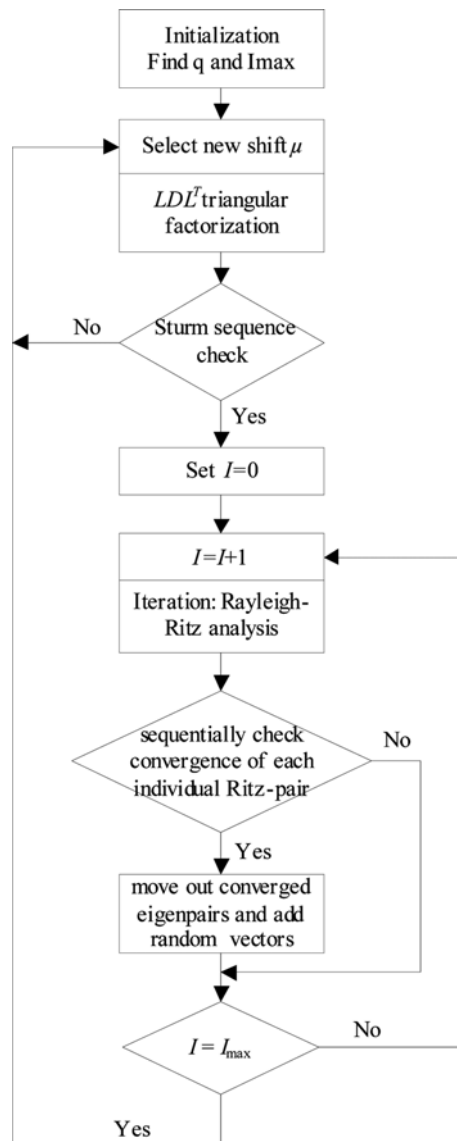 Initialization
Find q and Imax
Select new shift μ
LDLᵀ triangular
factorization
No
Sturm sequence
check
Yes
Set I=0
I=I+1
Iteration: Rayleigh-
Ritz analysis
sequentially check
convergence of each
individual Ritz-pair
No
Yes
move out converged
eigenpairs and add
random vectors
I = Imax
No
Yes